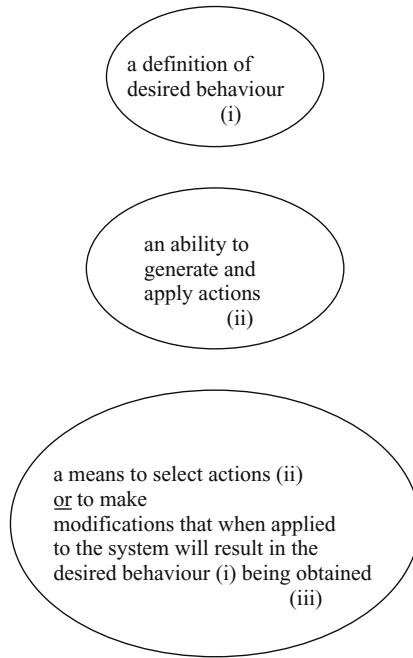 a definition of
desired behaviour
(i)
an ability to
generate and
apply actions
(ii)
a means to select actions (ii)
or to make
modifications that when applied
to the system will result in the
desired behaviour (i) being obtained
(iii)